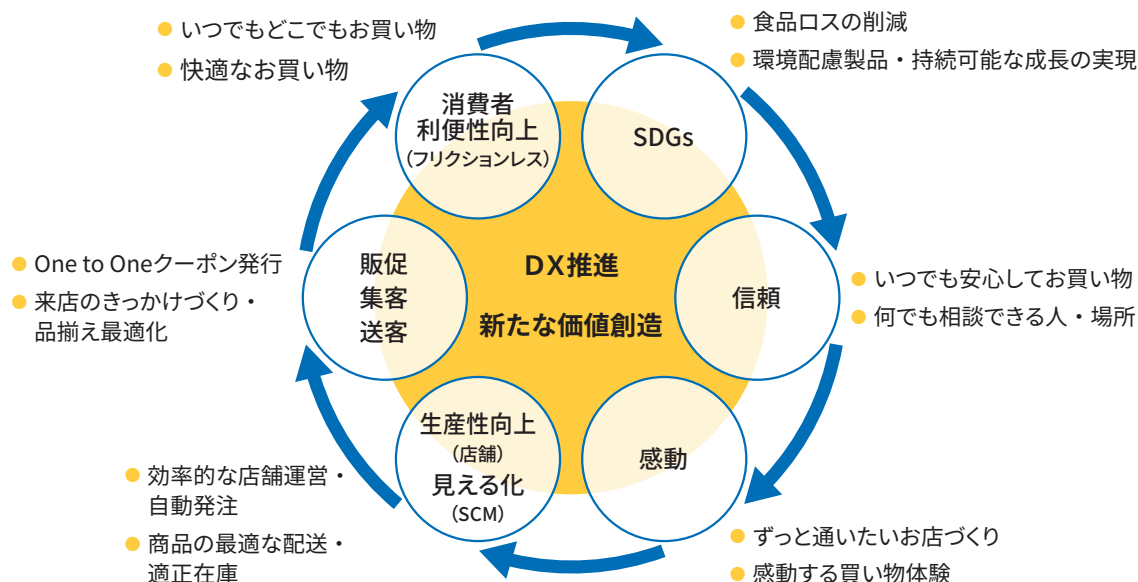 ● いつでもどこでもお買い物
● 快適なお買い物
● 食品ロスの削減
● 環境配慮製品・持続可能な成長の実現
消費者
利便性向上
（フリクションレス）
SDGs
● One to Oneクーポン発行
● 来店のきっかけづくり・
品揃え最適化
販促
集客
送客
DX推進
新たな価値創造
信頼
● いつでも安心してお買い物
● 何でも相談できる人・場所
生産性向上
（店舗）
見える化
（SCM）
感動
● 効率的な店舗運営・
自動発注
● 商品の最適な配送・
適正在庫
● ずっと通いたいお店づくり
● 感動する買い物体験